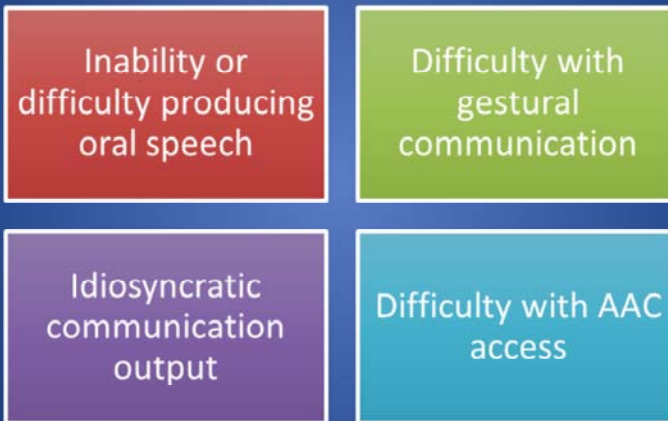 Inability or
difficulty producing
oral speech
Difficulty with
gestural
communication
Idiosyncratic
communication
output
Difficulty with AAC
access